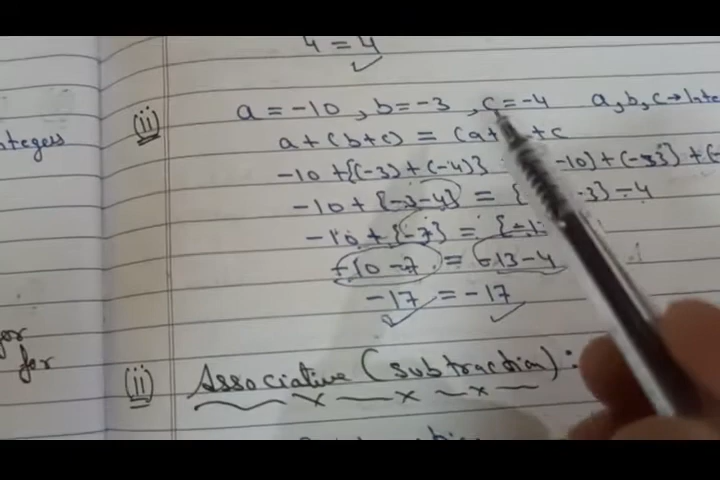 4 = 4
(ii) a = -10, b = -3, c = -4 a, b, c → Inte
ntegers
a + (b+c) = (a+ +c
-10 + {(-3) + (-4)} -10) + (-3)} + (-
-10 + {-3-4} = { -3} - 4
-10 + {-7} = {-1
+10 - 7 = -13 - 4
-17 = -17
for
(ii) Associative (subtraction) :